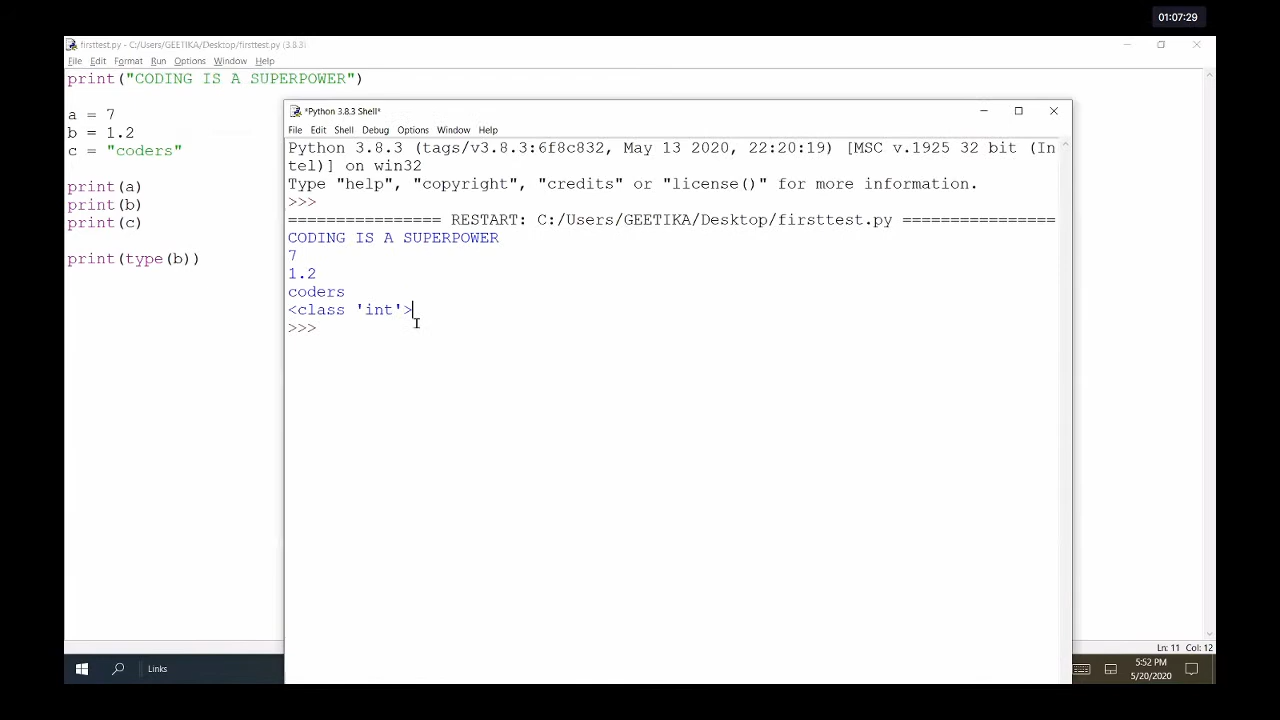 01:07:29
firsttest.py - C:/Users/GEETIKA/Desktop/firsttest.py (3.8.3)
File Edit Format Run Options Window Help
print("CODING IS A SUPERPOWER")
a = 7
b = 1.2
c = "coders"
print(a)
print(b)
print(c)
print(type(b))
*Python 3.8.3 Shell*
File Edit Shell Debug Options Window Help
Python 3.8.3 (tags/v3.8.3:6f8c832, May 13 2020, 22:20:19) [MSC v.1925 32 bit (In
tel)] on win32
Type "help", "copyright", "credits" or "license()" for more information.
>>>
================ RESTART: C:/Users/GEETIKA/Desktop/firsttest.py ================
CODING IS A SUPERPOWER
7
1.2
coders
<class 'int'>
>>>
Ln: 11 Col: 12
Links
5:52 PM
5/20/2020